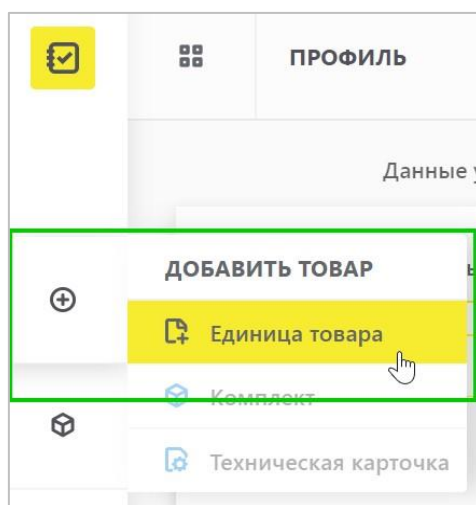 ПРОФИЛЬ
Данные
ДОБАВИТЬ ТОВАР
Единица товара
Комплект
Техническая карточка